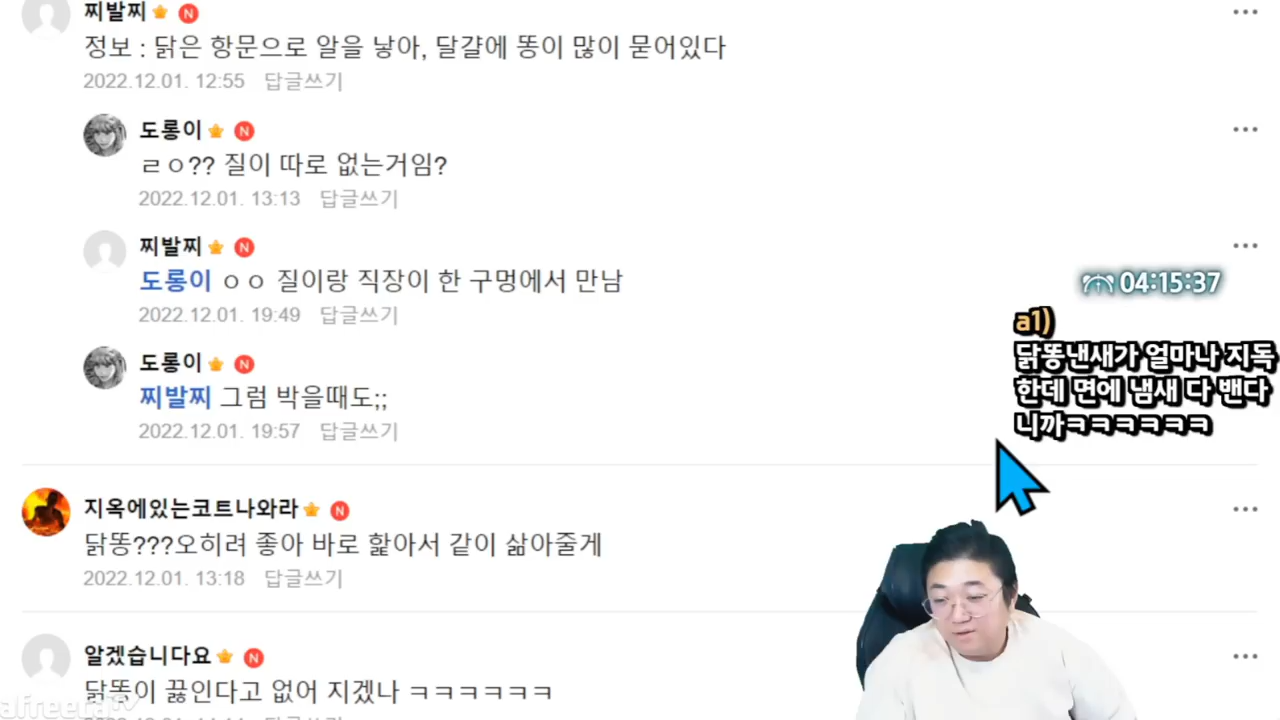 찌발찌 N
정보 : 닭은 항문으로 알을 낳아, 달걀에 똥이 많이 묻어있다
2022.12.01. 12:55 답글쓰기
도롱이 N
ㄹㅇ?? 질이 따로 없는거임?
2022.12.01. 13:13 답글쓰기
찌발찌 N
도롱이 ㅇㅇ 질이랑 직장이 한 구멍에서 만남
2022.12.01. 19:49 답글쓰기
도롱이 N
찌발찌 그럼 박을때도;;
2022.12.01. 19:57 답글쓰기
04:15:37
a1)
닭똥낸새가 얼마나 지독
한데 면에 냄새 다 밴다
니까ㅋㅋㅋㅋㅋㅋ
지옥에있는코트나와라 N
닭똥???오히려 좋아 바로 핥아서 같이 삶아줄게
2022.12.01. 13:18 답글쓰기
알겠습니다요 N
닭똑이 끓인다고 없어 지겠나 ㅋㅋㅋㅋㅋㅋ
afreecaTV